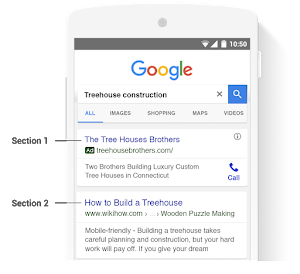 10:50
Google
Treehouse construction ×
ALL IMAGES SHOPPING MAPS VIDEOS
Section 1
The Tree Houses Brothers
Ad treehousebrothers.com/
Two Brothers Building Luxury Custom
Tree Houses in Connecticut
Call
Section 2
How to Build a Treehouse
www.wikihow.com › ... › Wooden Puzzle Making
Mobile-friendly - Building a treehouse takes
careful planning and construction, but your hard
work will pay off. If you give your dream